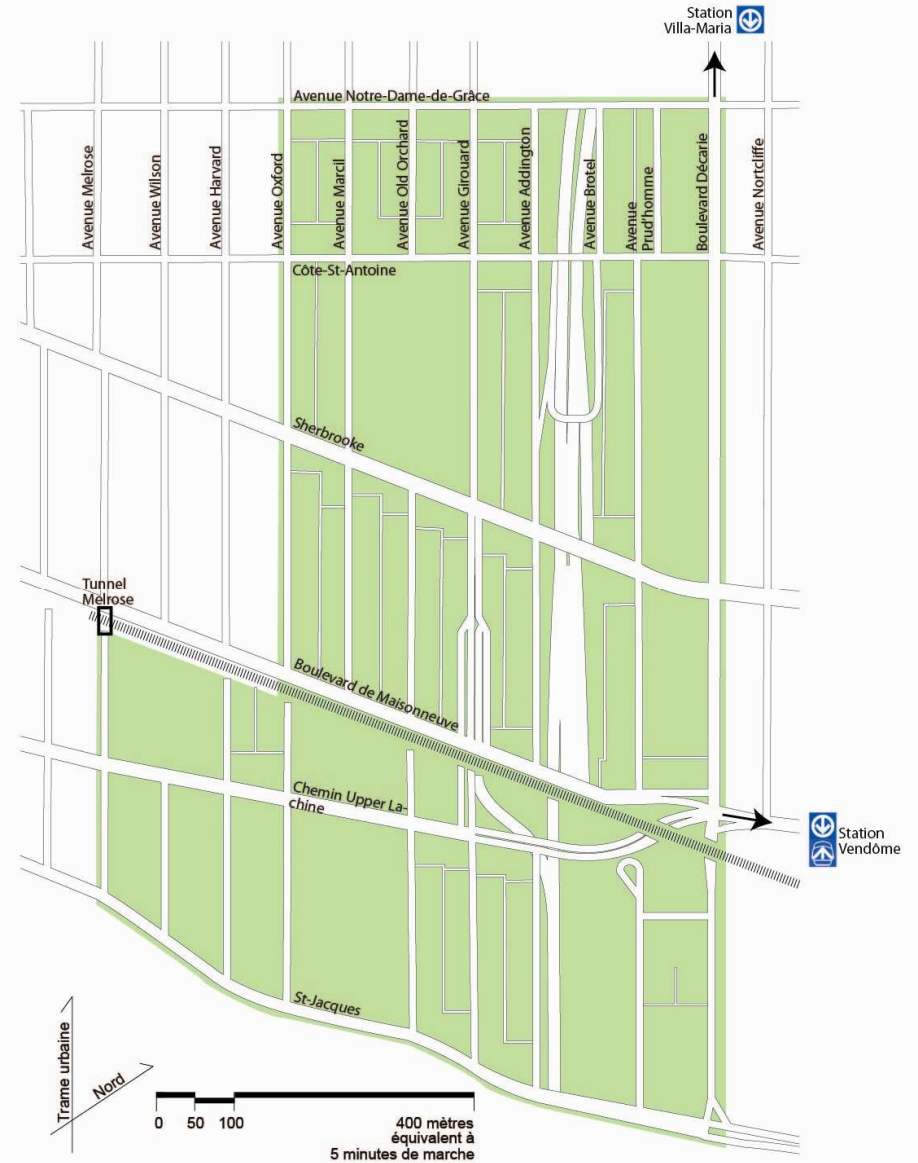 Station
Villa-Maria
Avenue Notre-Dame-de-Grâce
Avenue Melrose
Avenue Wilson
Avenue Harvard
Avenue Oxford
Avenue Marcil
Avenue Old Orchard
Avenue Girouard
Avenue Addington
Avenue Brotel
Avenue
Prud'homme
Boulevard Décarie
Avenue Nortcliffe
Côte-St-Antoine
Sherbrooke
Tunnel
Melrose
Boulevard de Maisonneuve
Chemin Upper La-
chine
Station
Vendôme
St-Jacques
Trame urbaine
Nord
0 50 100 400 mètres
équivalent à
5 minutes de marche